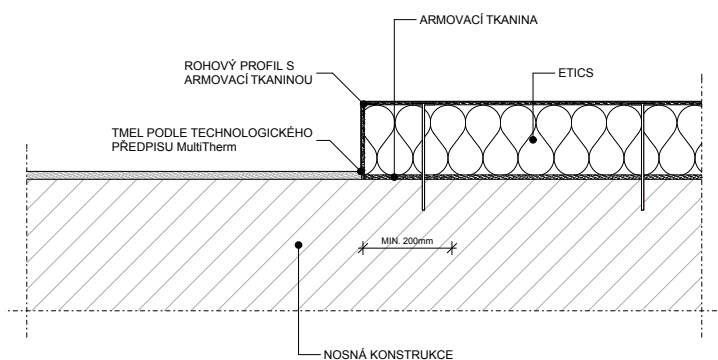 ARMOVACÍ TKANINA
ROHOVÝ PROFIL S
ARMOVACÍ TKANINOU
ETICS
TMEL PODLE TECHNOLOGICKÉHO
PŘEDPISU MultiTherm
MIN. 200mm
NOSNÁ KONSTRUKCE